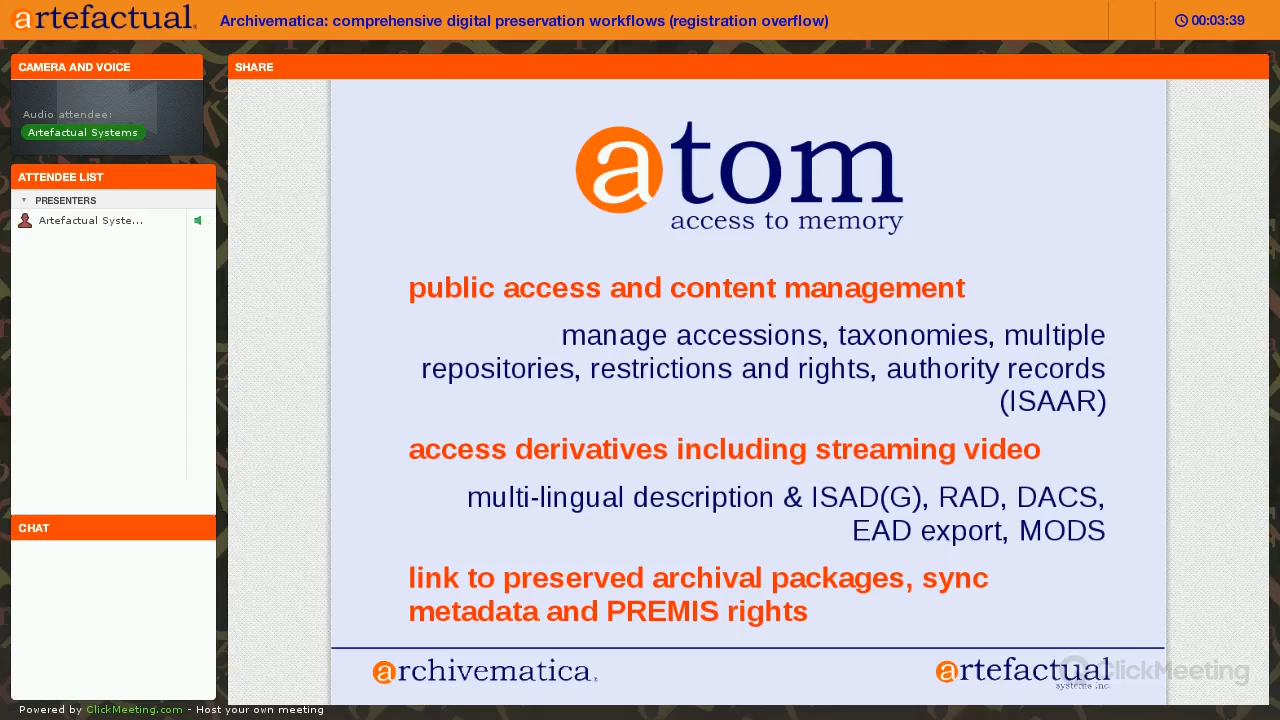 artefactual
Archivematica: comprehensive digital preservation workflows (registration overflow)
00:03:39
CAMERA AND VOICE
Audio attendee:
Artefactual Systems
ATTENDEE LIST
PRESENTERS
Artefactual Syste...
CHAT
SHARE
atom
access to memory
public access and content management
manage accessions, taxonomies, multiple
repositories, restrictions and rights, authority records
(ISAAR)
access derivatives including streaming video
multi-lingual description & ISAD(G), RAD, DACS,
EAD export, MODS
link to preserved archival packages, sync
metadata and PREMIS rights
archivematica
artefactual
systems inc
ClickMeeting
Powered by ClickMeeting.com - Host your own meeting